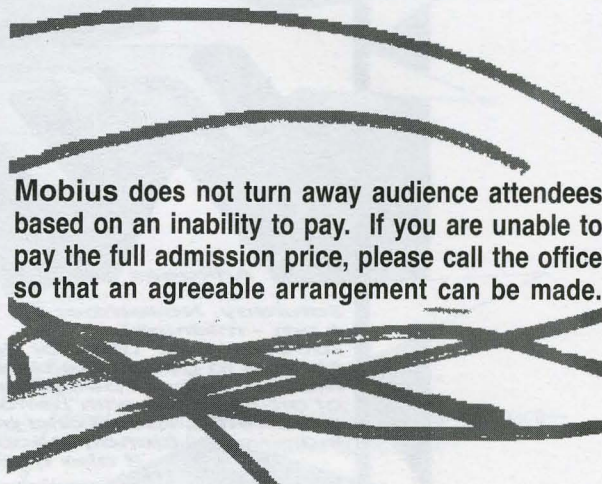 Mobius does not turn away audience attendees
based on an inability to pay. If you are unable to
pay the full admission price, please call the office
so that an agreeable arrangement can be made.